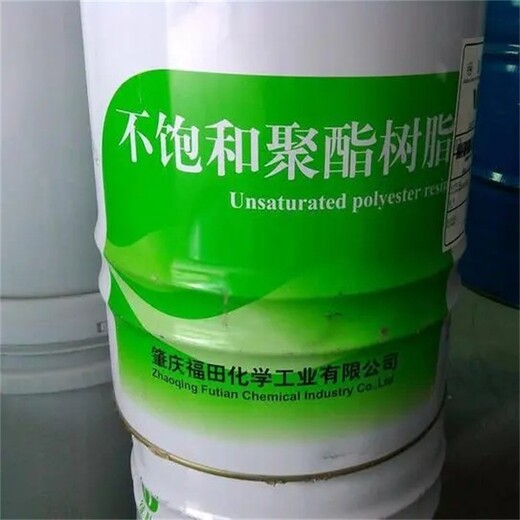 不饱和聚酯树脂
Unsaturated polyester resin
肇庆福田化学工业有限公司
Zhaoqing Futian Chemical Industry Co.,Ltd